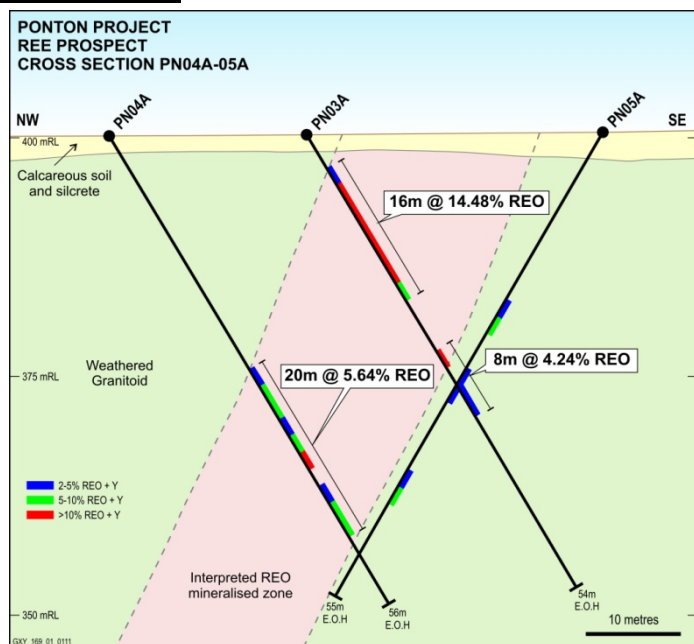 PONTON PROJECT
REE PROSPECT
CROSS SECTION PN04A-05A
NW
PN04A
PN03A
PN05A
SE
400 mRL
Calcareous soil
and silcrete
16m @ 14.48% REO
375 mRL
Weathered
Granitoid
20m @ 5.64% REO
8m @ 4.24% REO
2-5% REO + Y
5-10% REO + Y
>10% REO + Y
Interpreted REO
mineralised zone
55m
E.O.H
56m
E.O.H
54m
E.O.H
350 mRL
10 metres
GXY_169_01_0111